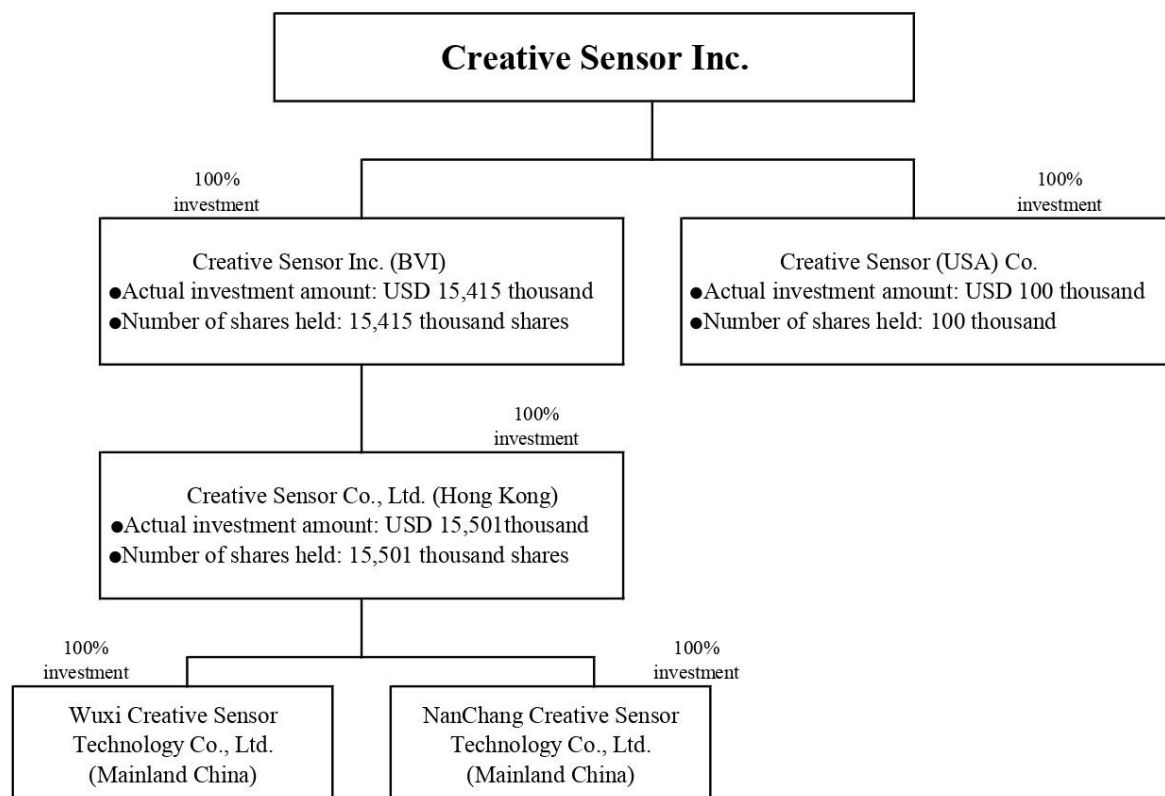 Creative Sensor Inc.
100%
investment
100%
investment
Creative Sensor Inc. (BVI)
●Actual investment amount: USD 15,415 thousand
●Number of shares held: 15,415 thousand shares
Creative Sensor (USA) Co.
●Actual investment amount: USD 100 thousand
●Number of shares held: 100 thousand
100%
investment
Creative Sensor Co., Ltd. (Hong Kong)
●Actual investment amount: USD 15,501thousand
●Number of shares held: 15,501 thousand shares
100%
investment
100%
investment
Wuxi Creative Sensor
Technology Co., Ltd.
(Mainland China)
NanChang Creative Sensor
Technology Co., Ltd.
(Mainland China)